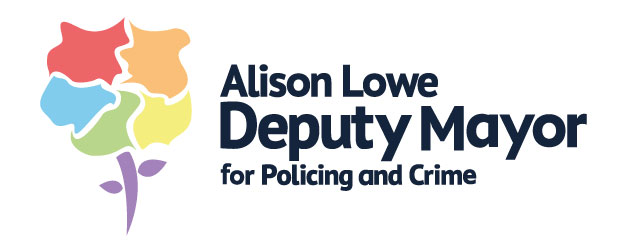 Alison Lowe
Deputy Mayor
for Policing and Crime